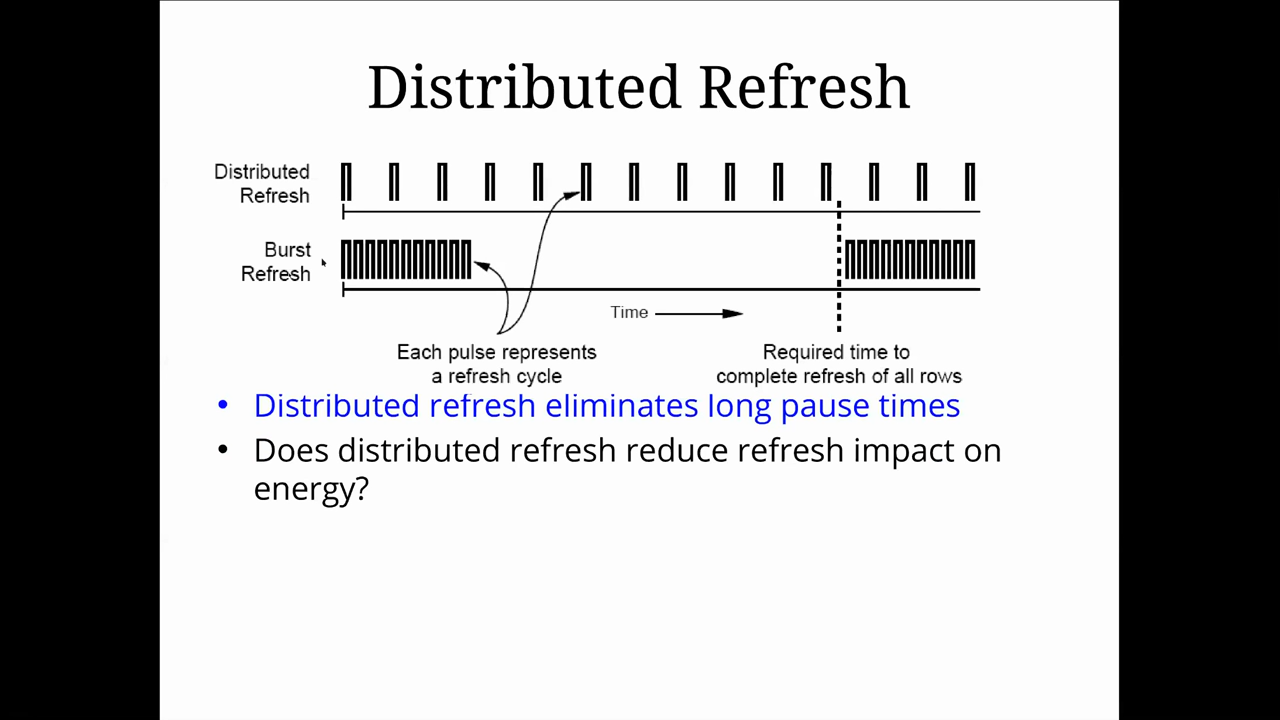 Distributed Refresh
Distributed
Refresh
Burst
Refresh
Time
Each pulse represents
a refresh cycle
Required time to
complete refresh of all rows
• Distributed refresh eliminates long pause times
• Does distributed refresh reduce refresh impact on
energy?